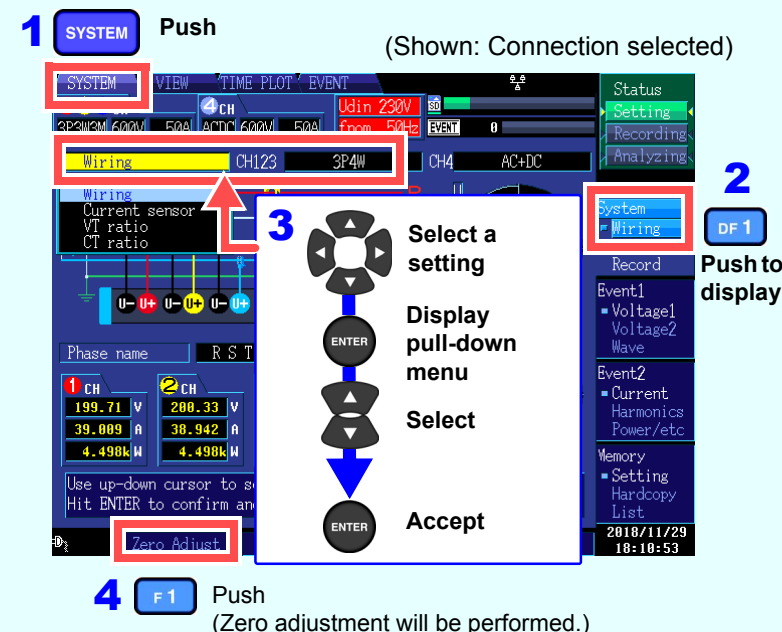 1 SYSTEM Push
(Shown: Connection selected)
SYSTEM VIEW TIME PLOT EVENT
4CH Udin 230V SD
3P3W3M 600V 50A ACDC 600V 50A fnom 50Hz EVENT 0
Wiring CH123 3P4W CH4 AC+DC
Wiring
Current sensor
VT ratio
CT ratio
U- U+ U- U+ U- U+
Phase name R S T
1CH 2CH
199.71 V 200.33 V
39.009 A 38.942 A
4.498k W 4.498k W
Use up-down cursor to s
Hit ENTER to confirm an
Zero Adjust
3
Select a
setting
ENTER
Display
pull-down
menu
Select
ENTER
Accept
Status
Setting
Recording
Analyzing
System
Wiring
Record
Event1
Voltage1
Voltage2
Wave
Event2
Current
Harmonics
Power/etc
Memory
Setting
Hardcopy
List
2018/11/29
18:10:53
2
DF 1
Push to
display
4 F 1 Push
(Zero adjustment will be performed.)